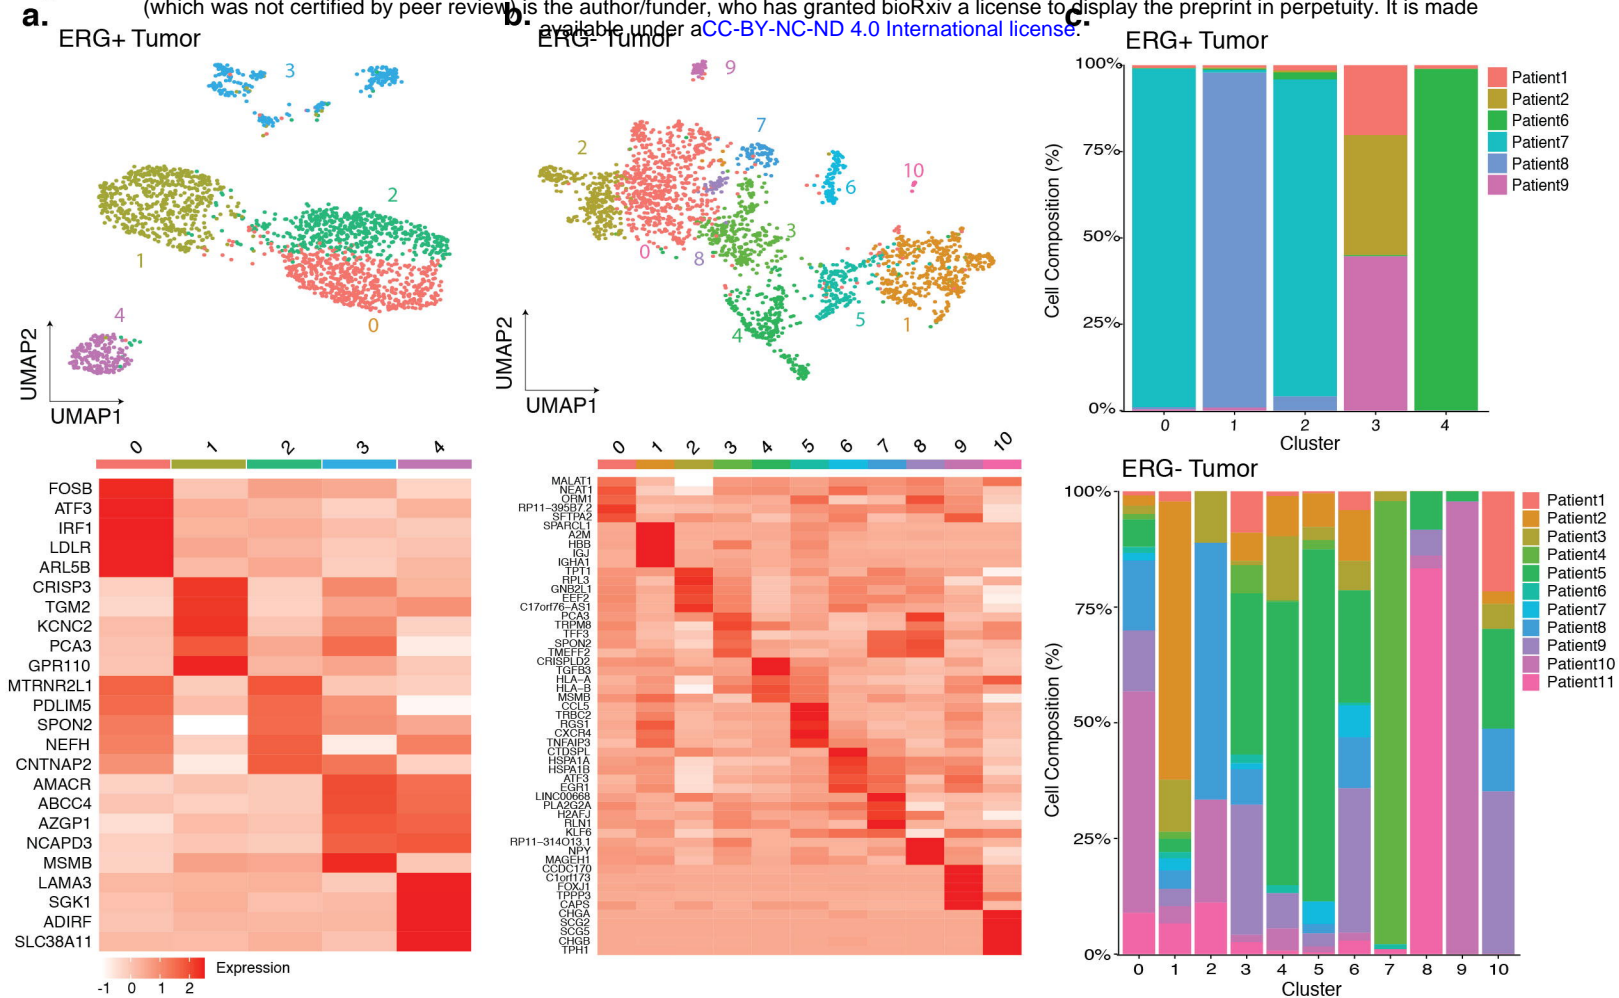 (which was not certified by peer review) is the author/funder, who has granted bioRxiv a license to display the preprint in perpetuity. It is made
available under aCC-BY-NC-ND 4.0 International license.
a.
ERG+ Tumor
3
1
2
0
4
UMAP2
UMAP1
0 1 2 3 4
FOSB
ATF3
IRF1
LDLR
ARL5B
CRISP3
TGM2
KCNC2
PCA3
GPR110
MTRNR2L1
PDLIM5
SPON2
NEFH
CNTNAP2
AMACR
ABCC4
AZGP1
NCAPD3
MSMB
LAMA3
SGK1
ADIRF
SLC38A11
-1 0 1 2
Expression
b.
ERG- Tumor
9
2
7
6
10
0
8
3
4
5
1
UMAP2
UMAP1
0 1 2 3 4 5 6 7 8 9 10
MALAT1
NEAT1
ORM1
RP11-395B7.2
SFTPA2
SPARCL1
A2M
HBB
IGJ
IGHA1
TPT1
RPL3
GNB2L1
EEF2
C17orf76-AS1
PCA3
TRPM8
TFF3
SPON2
TMEFF2
CRISPLD2
TGFB3
HLA-A
HLA-B
MSMB
CCL5
TRBC2
RGS1
CXCR4
TNFAIP3
CTDSPL
HSPA1A
HSPA1B
ATF3
EGR1
LINC00668
PLA2G2A
H2AFJ
RLN1
KLF6
RP11-314O13.1
NPY
MAGEH1
CCDC170
C1orf173
FOXJ1
TPPP3
CAPS
CHGA
SCG2
SCG5
CHGB
TPH1
c.
ERG+ Tumor
Cell Composition (%)
100%
75%
50%
25%
0%
0 1 2 3 4
Cluster
Patient1
Patient2
Patient6
Patient7
Patient8
Patient9
ERG- Tumor
Cell Composition (%)
100%
75%
50%
25%
0%
0 1 2 3 4 5 6 7 8 9 10
Cluster
Patient1
Patient2
Patient3
Patient4
Patient5
Patient6
Patient7
Patient8
Patient9
Patient10
Patient11